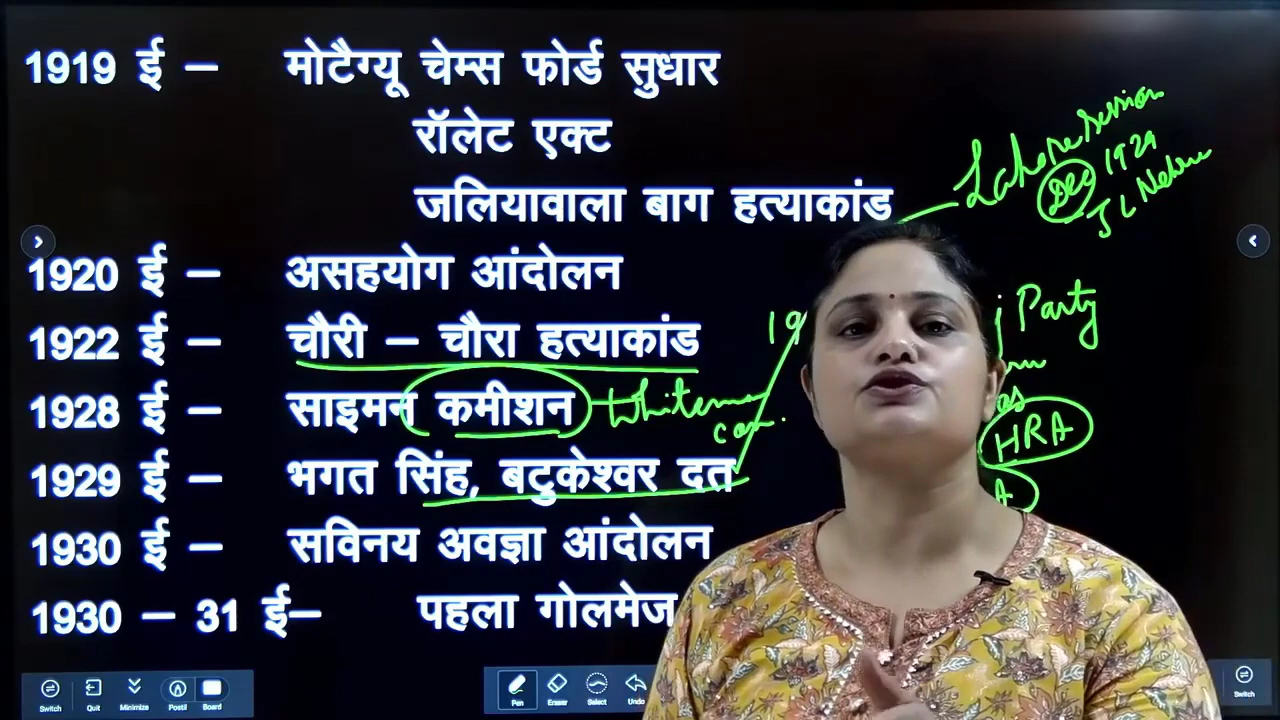 1919 ई – मोटैग्यू चेम्स फोर्ड सुधार
रॉलेट एक्ट
जलियावाला बाग हत्याकांड
Lahore Session
Dec 1929
J L Nehru
1920 ई – असहयोग आंदोलन
1922 ई – चौरी – चौरा हत्याकांड
19
j Party
1928 ई – साइमन कमीशन
HRA
A
1929 ई – भगत सिंह, बटुकेश्वर दत
1930 ई – सविनय अवज्ञा आंदोलन
1930 – 31 ई– पहला गोलमेज
Switch Quit Minimize Postil Board Pen Eraser Select Undo Switch